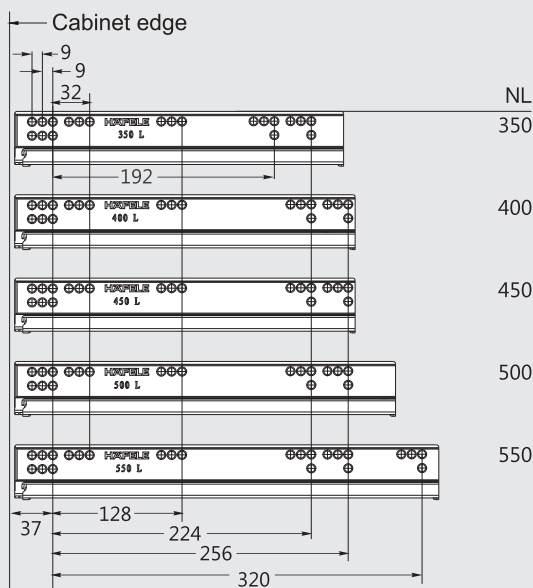 Cabinet edge
9
9
32
NL
HÄFELE
350
350 L
192
HÄFELE
400
400 L
HÄFELE
450
450 L
HÄFELE
500
500 L
HÄFELE
550
550 L
37
128
224
256
320